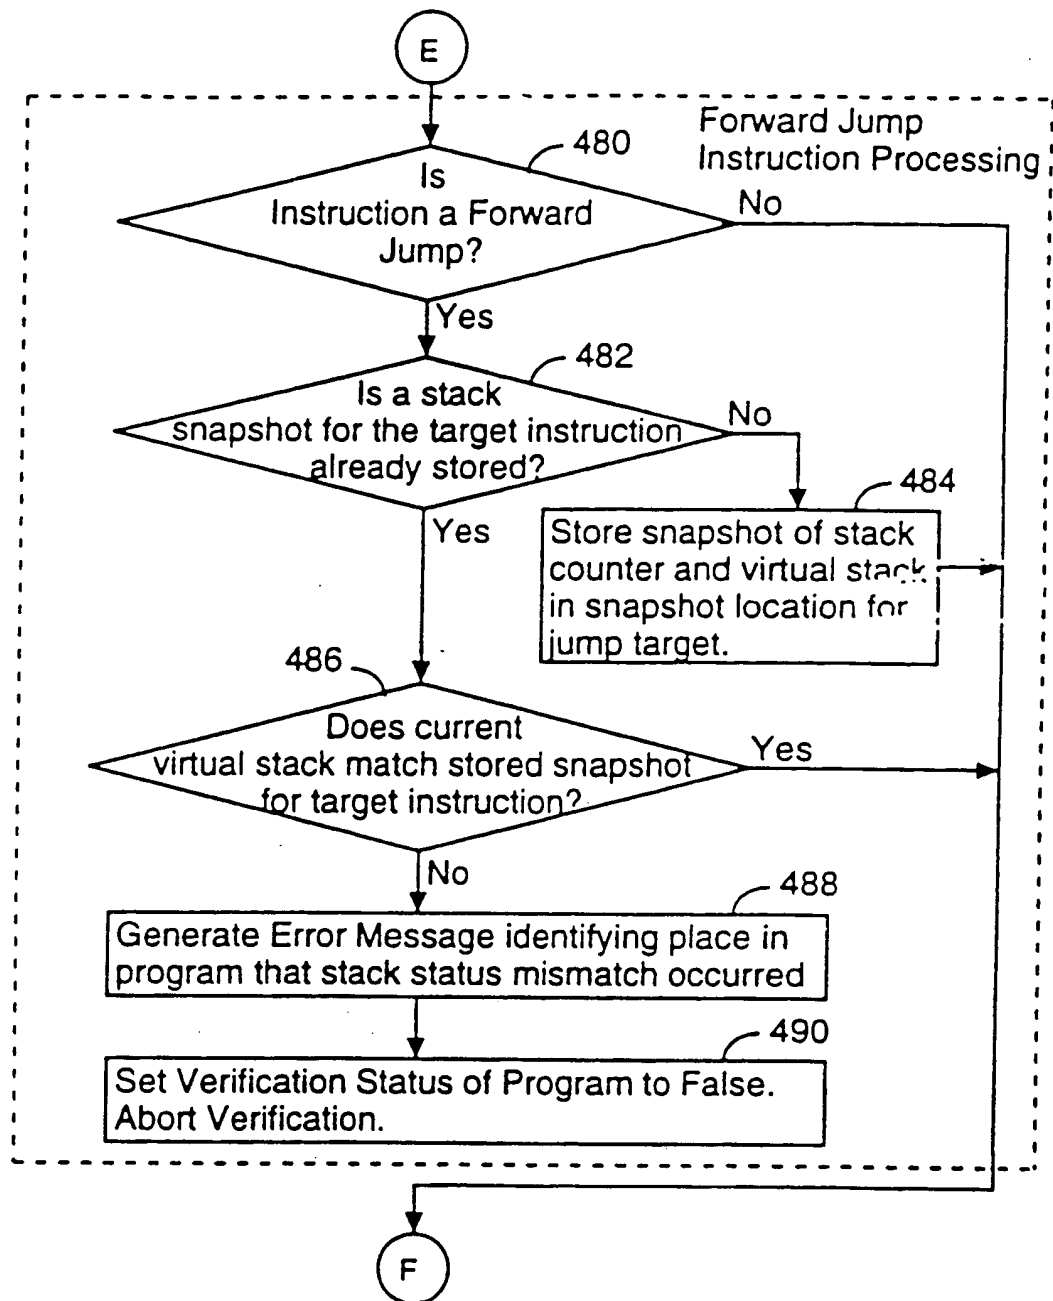 E
Forward Jump
Instruction Processing
480
Is
Instruction a Forward
Jump?
No
Yes
482
Is a stack
snapshot for the target instruction
already stored?
No
Yes
484
Store snapshot of stack
counter and virtual stack
in snapshot location for
jump target.
486
Does current
virtual stack match stored snapshot
for target instruction?
Yes
No
488
Generate Error Message identifying place in
program that stack status mismatch occurred
490
Set Verification Status of Program to False.
Abort Verification.
F